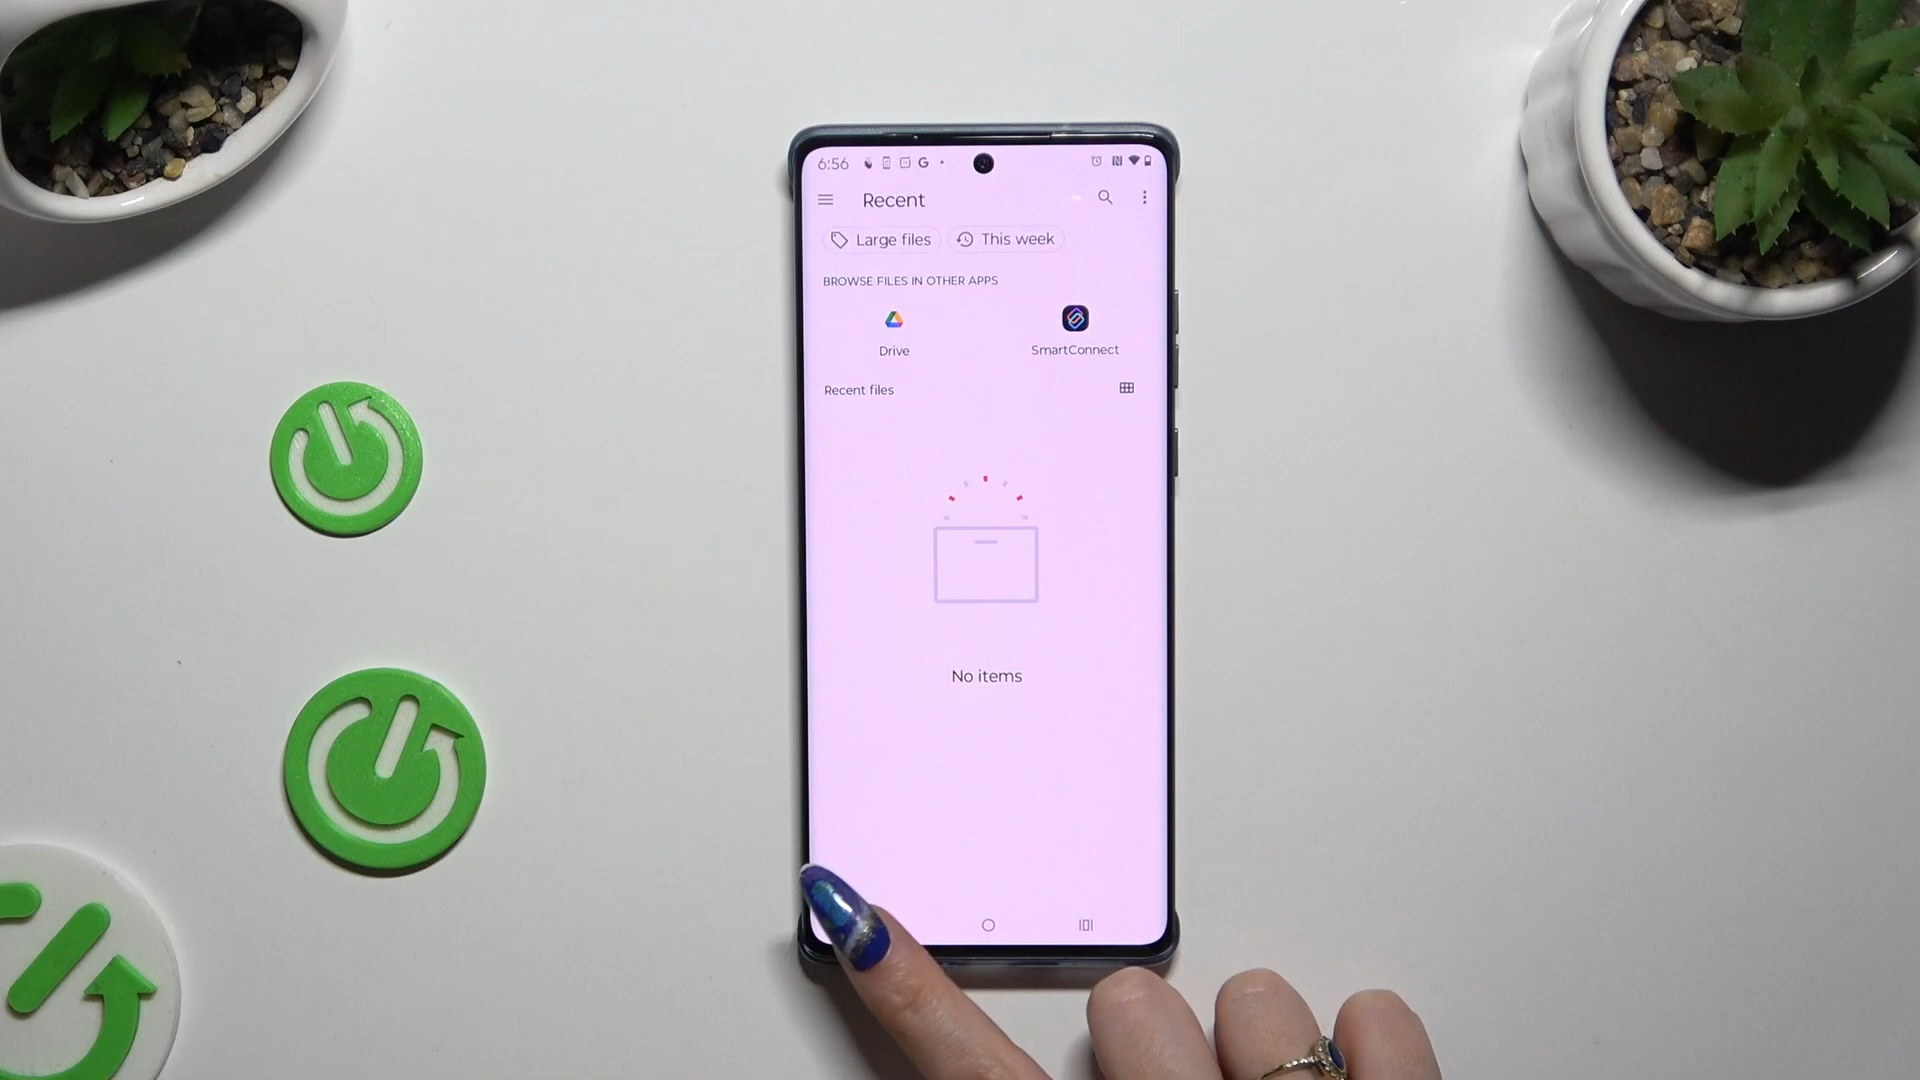 6:56
Recent
Large files
This week
BROWSE FILES IN OTHER APPS
Drive
SmartConnect
Recent files
No items